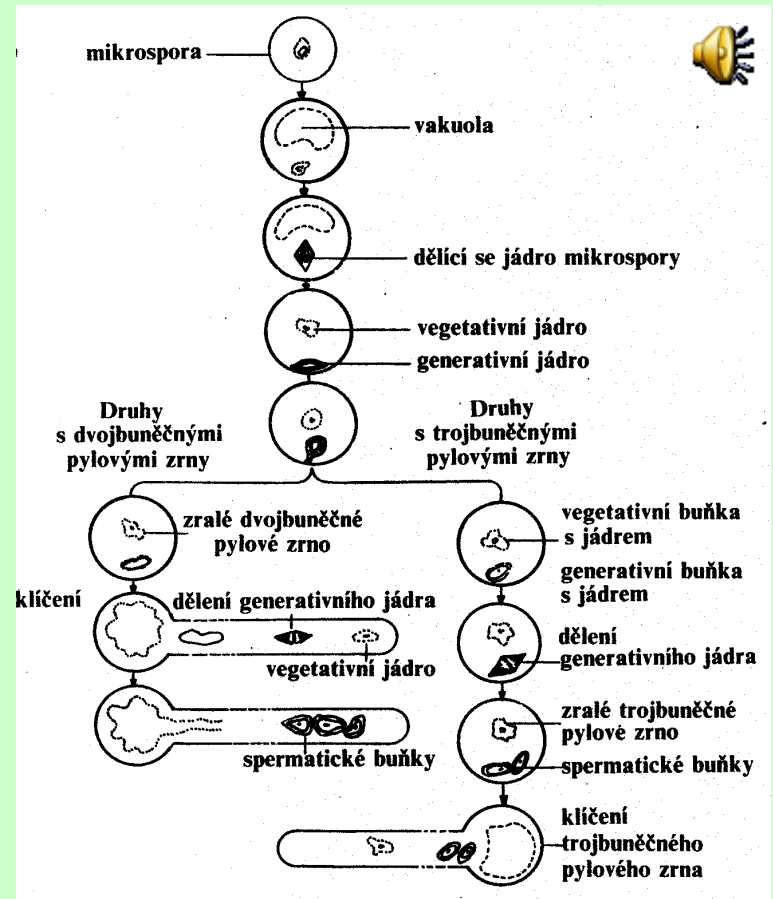 mikrospora
vakuola
dělící se jádro mikrospory
vegetativní jádro
generativní jádro
Druhy
s dvojbuněčnými
pylovými zrny
Druhy
s trojbuněčnými
pylovými zrny
zralé dvojbuněčné
pylové zrno
vegetativní buňka
s jádrem
generativní buňka
s jádrem
klíčení
dělení generativního jádra
vegetativní jádro
dělení
generativního jádra
zralé trojbuněčné
pylové zrno
spermatické buňky
spermatické buňky
klíčení
trojbuněčného
pylového zrna